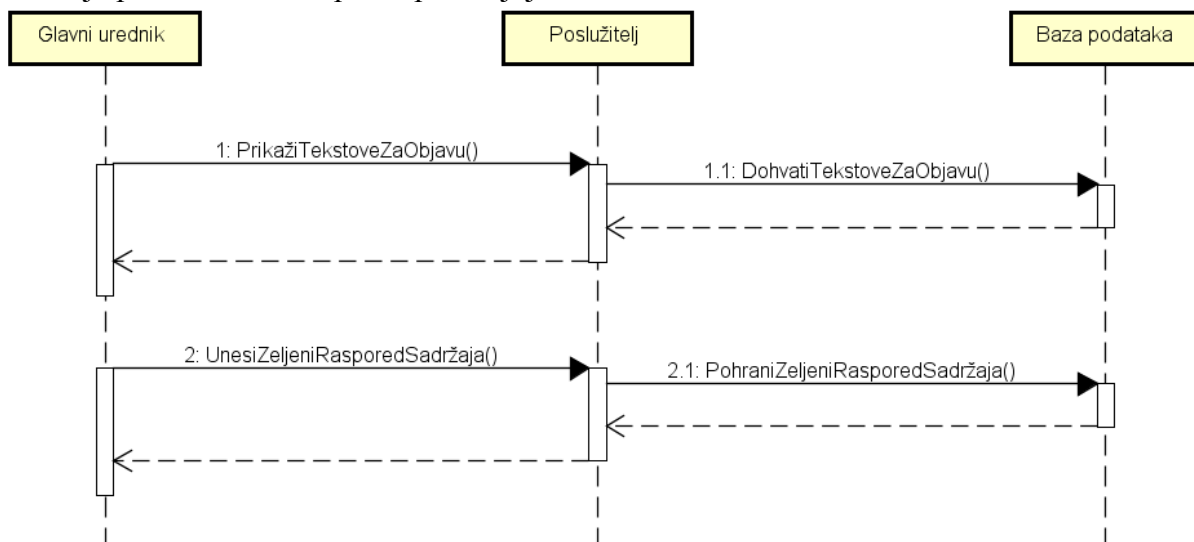 Glavni urednik
Poslužitelj
Baza podataka
1: PrikažiTekstoveZaObjavu()
1.1: DohvatiTekstoveZaObjavu()
2: UnesiZeljeniRasporedSadržaja()
2.1: PohraniZeljeniRasporedSadržaja()